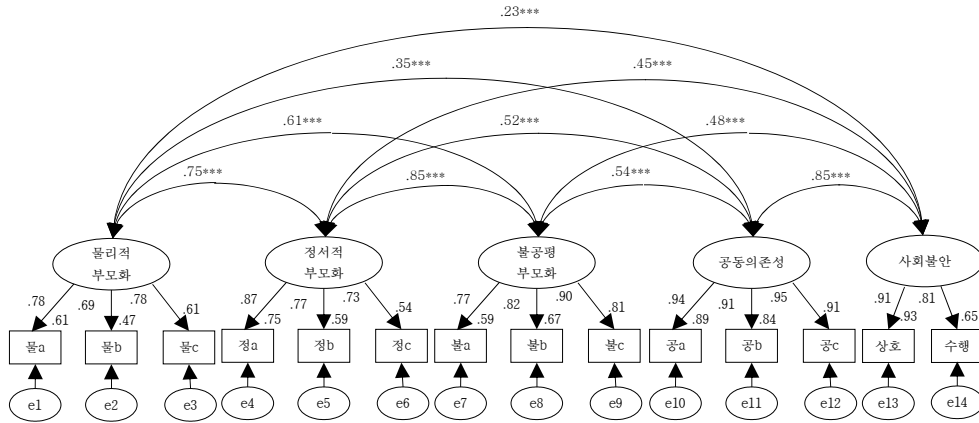 .23***
.35***
.45***
.61***
.52***
.48***
.75***
.85***
.54***
.85***
물리적
부모화
정서적
부모화
불공평
부모화
공동의존성
사회불안
.78 .69 .78 .87 .77 .73 .77 .82 .90 .94 .91 .95 .91 .81
.61 .47 .61 .75 .59 .54 .59 .67 .81 .89 .84 .91 .93 .65
물a 물b 물c 정a 정b 정c 불a 불b 불c 공a 공b 공c 상호 수행
e1 e2 e3 e4 e5 e6 e7 e8 e9 e10 e11 e12 e13 e14